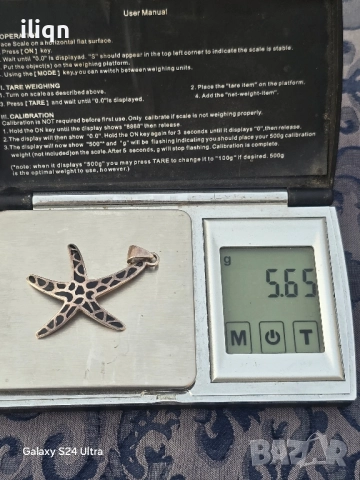 iliqn
User Manual
OPERATION
ace Scale on a horizontal flat surface.
Press [ON] key.
Wait until "0.0" is displayed. "S" should appear in the top left corner to indicate the scale is stable.
Put the object(s) on the weighing platform.
Using the [MODE] key,you can switch between weighing units.
II. TARE WEIGHING
1. Turn on scale as described above.
2. Place the "tare item" on the platform.
3. Press [TARE] and wait until "0.0"is displayed.
4. Add the "net-weight-item".
III. CALIBRATION
CALIBRATION IS NOT REQUIRED before first use. Only calibrate if scale is not weighing properly.
1. Hold the ON key until the display shows "8888" then,release.
2. The display will then show "0.0". Hold the ON key again for 3 seconds until it displays "0",then release.
3. The display will now show "500" and "g" will be flashing indicating you should place your 500g calibration
weight (not included)on the scale. After 5 seconds, g will stop flashing. Calibration is complete.
(*note: when it displays "500g" you may press TARE to change it to "100g" if desired. 500g
is the optimal weight to use, however.)
g
5.65
M
T
Galaxy S24 Ultra
BAZAR